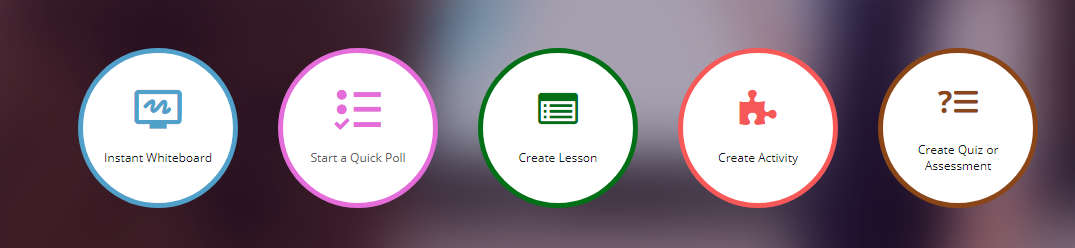 Instant Whiteboard
Start a Quick Poll
Create Lesson
Create Activity
Create Quiz or
Assessment